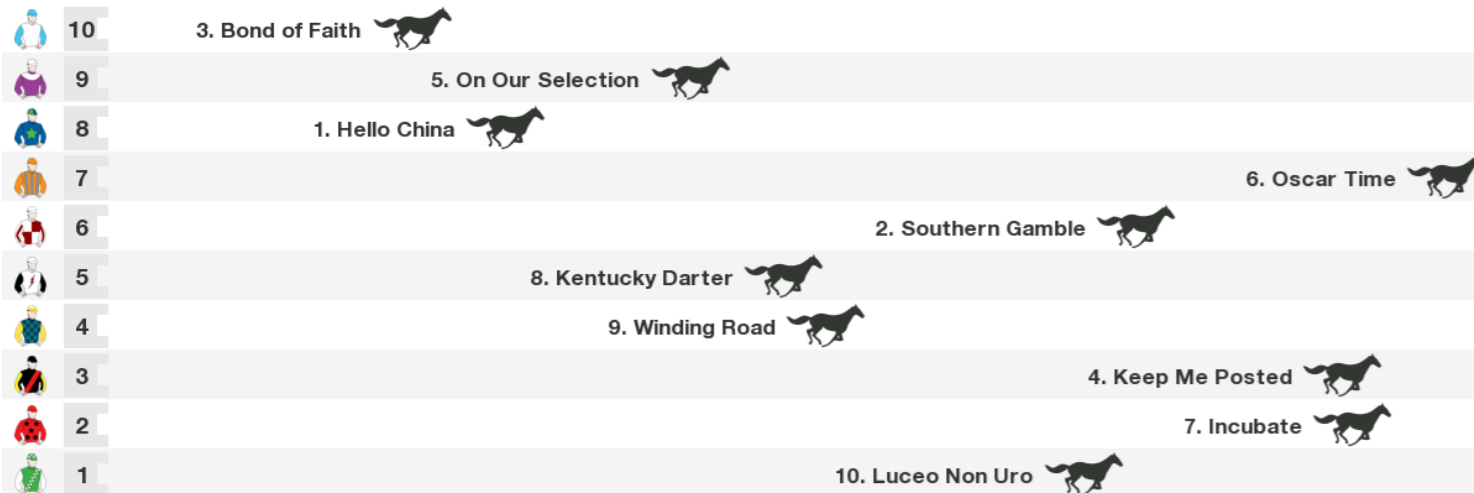 10 3. Bond of Faith
9 5. On Our Selection
8 1. Hello China
7 6. Oscar Time
6 2. Southern Gamble
5 8. Kentucky Darter
4 9. Winding Road
3 4. Keep Me Posted
2 7. Incubate
1 10. Luceo Non Uro